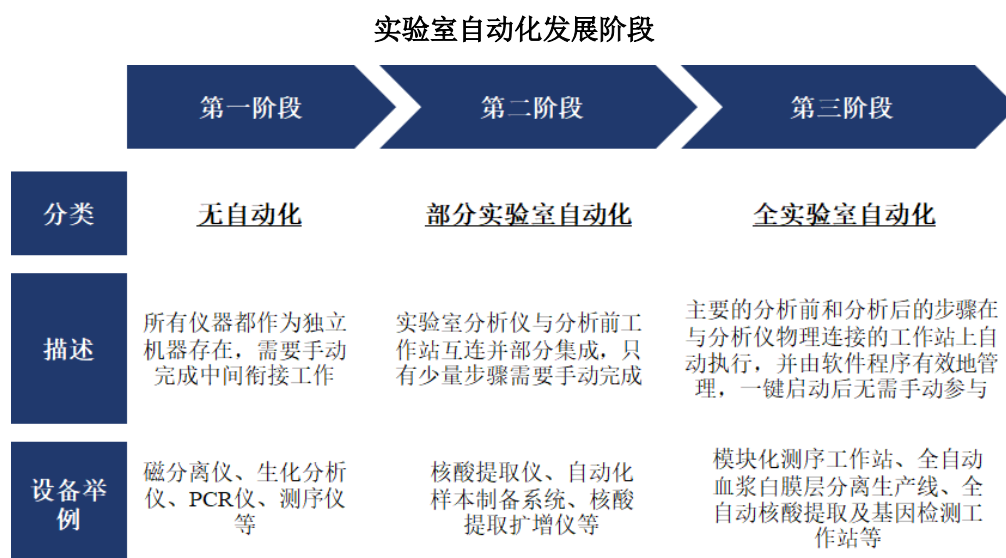 实验室自动化发展阶段
第一阶段
第二阶段
第三阶段
分类
无自动化
部分实验室自动化
全实验室自动化
描述
所有仪器都作为独立
机器存在，需要手动
完成中间衔接工作
实验室分析仪与分析前工
作站互连并部分集成，只
有少量步骤需要手动完成
主要的分析前和分析后的步骤在
与分析仪物理连接的工作站上自
动执行，并由软件程序有效地管
理，一键启动后无需手动参与
设备举
例
磁分离仪、生化分析
仪、PCR仪、测序仪
等
核酸提取仪、自动化
样本制备系统、核酸
提取扩增仪等
模块化测序工作站、全自动
血浆白膜层分离生产线、全
自动核酸提取及基因检测工
作站等